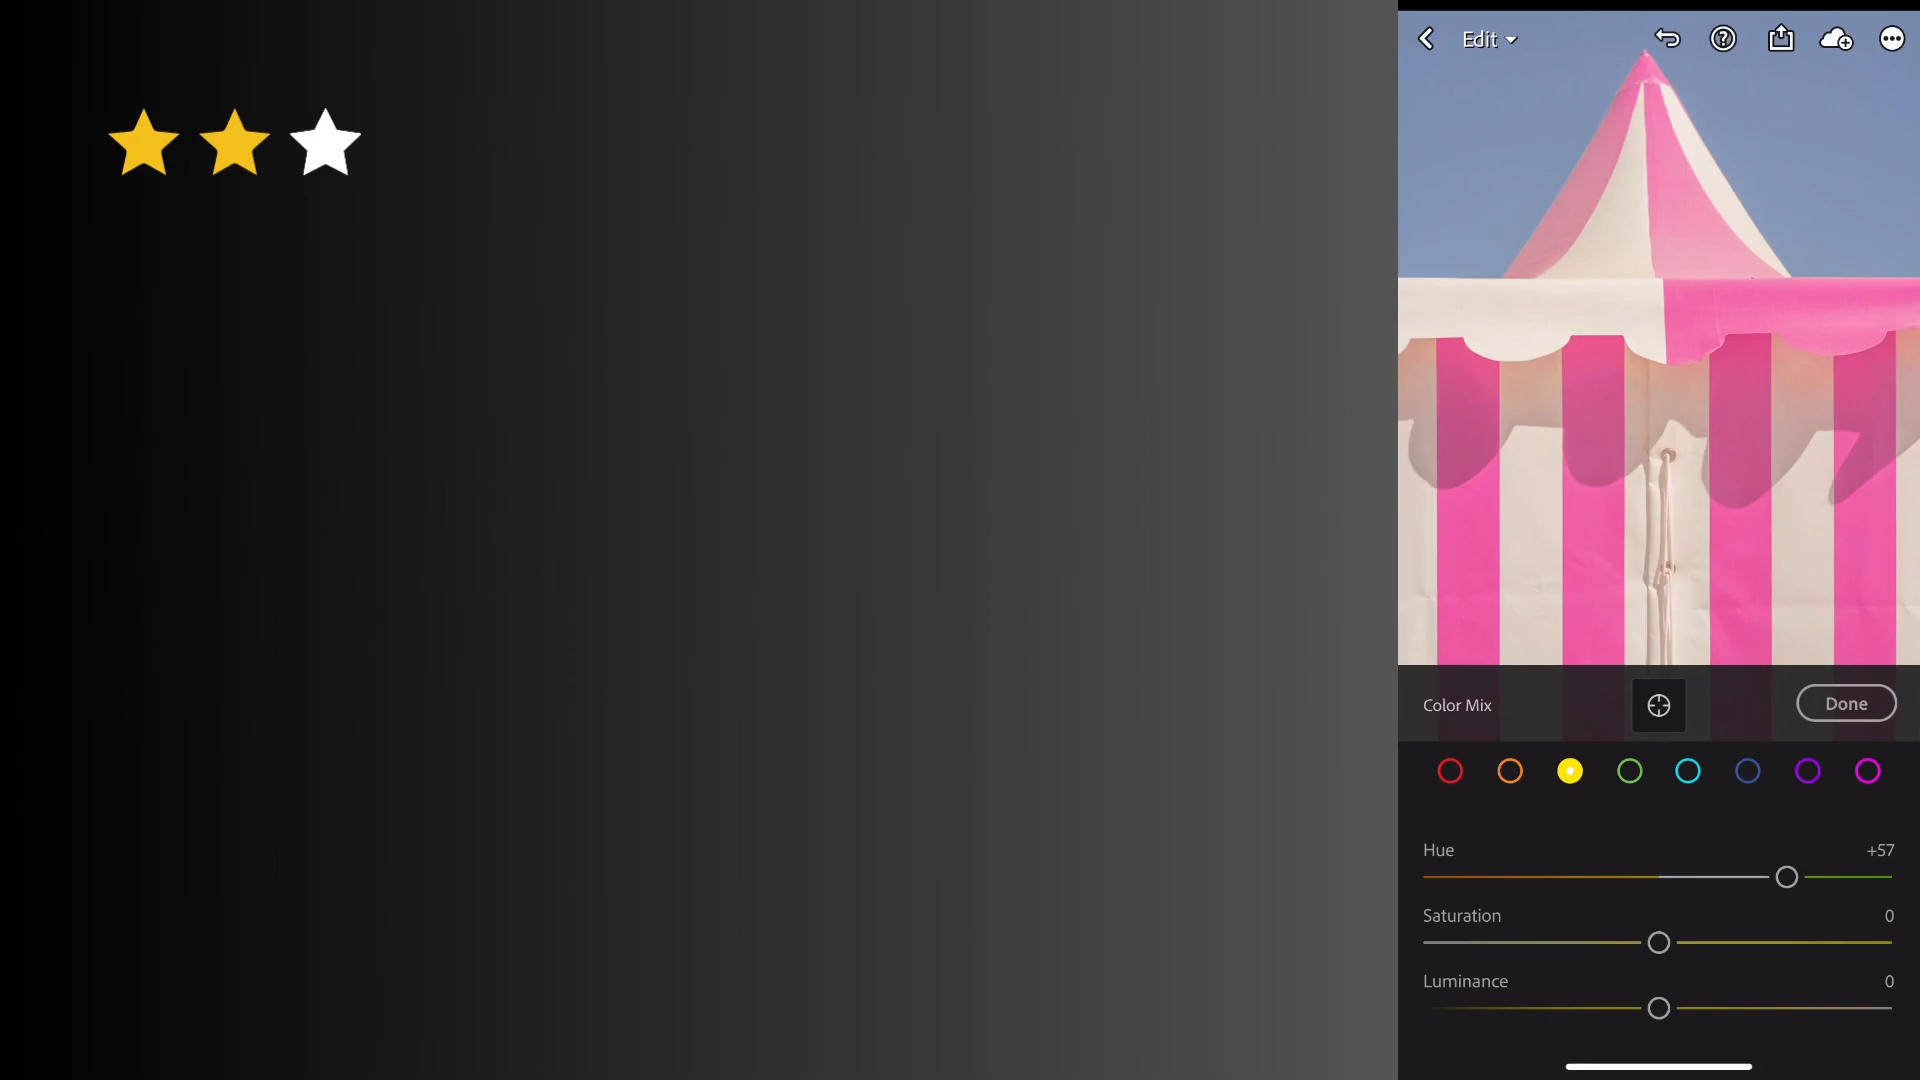 Edit
Color Mix
Done
Hue
+57
Saturation
0
Luminance
0